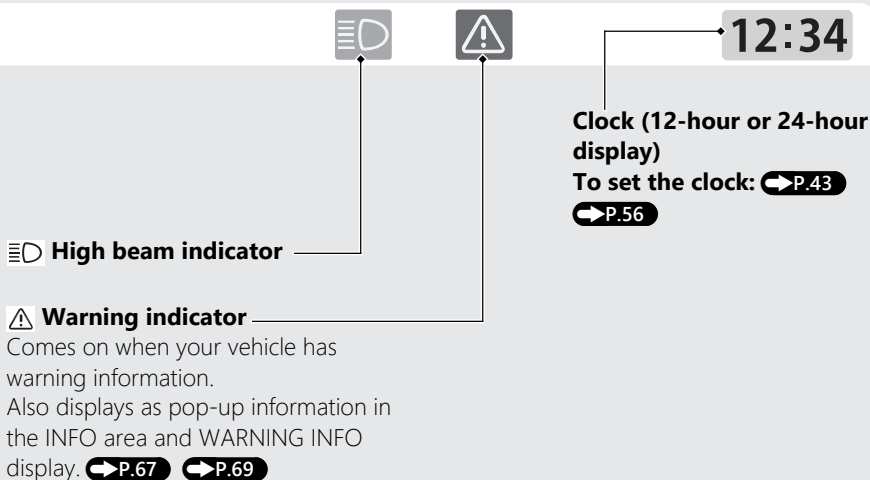 12:34
Clock (12-hour or 24-hour
display)
To set the clock: P.43
P.56
High beam indicator
Warning indicator
Comes on when your vehicle has
warning information.
Also displays as pop-up information in
the INFO area and WARNING INFO
display. P.67 P.69